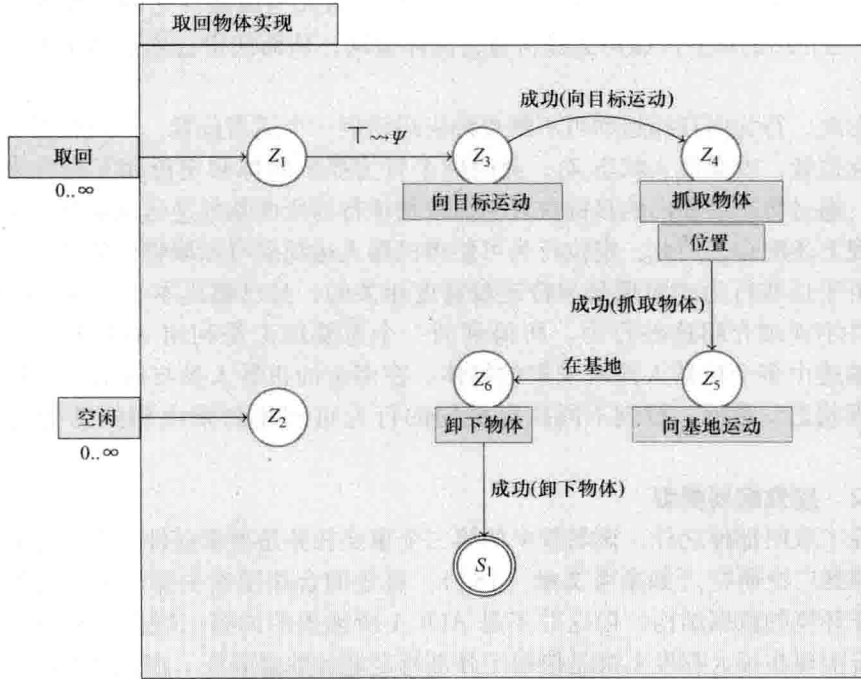 取回物体实现
成功(向目标运动)
取回
0..∞
Z1
⊤~ψ
Z3
向目标运动
Z4
抓取物体
位置
成功(抓取物体)
空闲
0..∞
Z2
Z6
卸下物体
在基地
Z5
向基地运动
成功(卸下物体)
S1